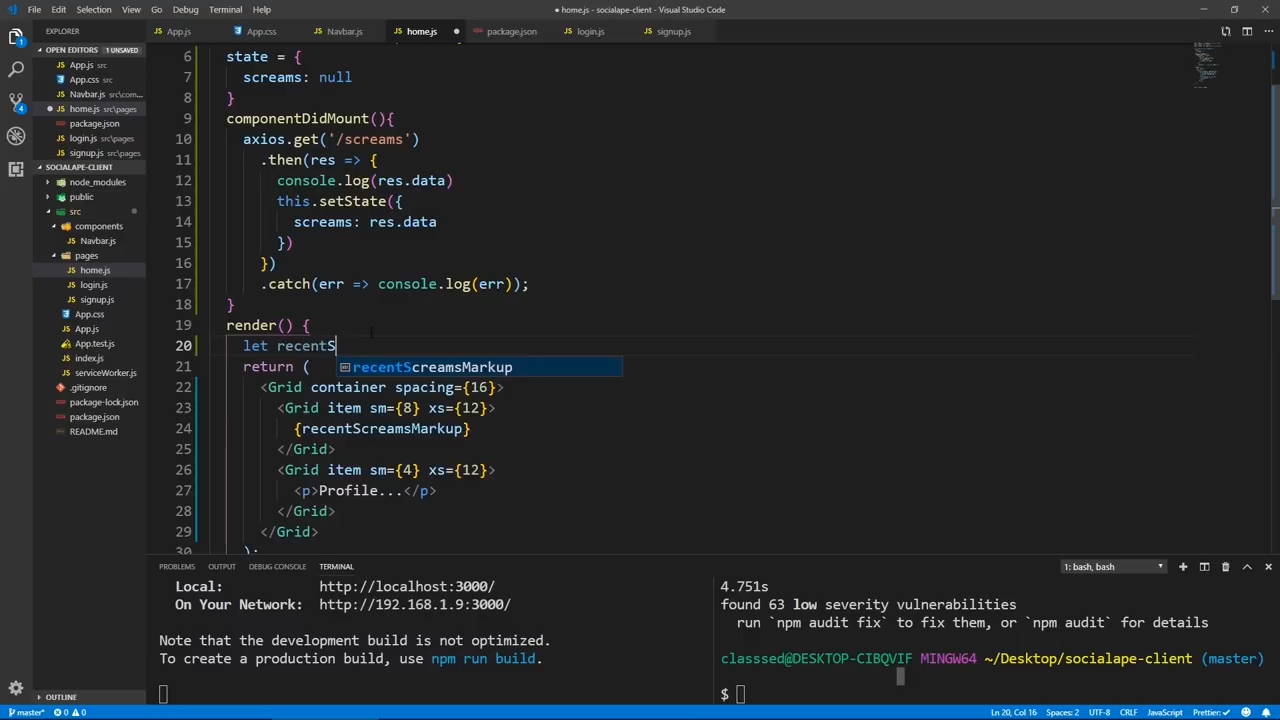 File Edit Selection View Go Debug Terminal Help
● home.js - socialape-client - Visual Studio Code
EXPLORER
App.js
App.css
Navbar.js
home.js
package.json
login.js
signup.js
OPEN EDITORS 1 UNSAVED
App.js src
App.css src
Navbar.js src\com...
home.js src\pages
package.json
login.js src\pages
signup.js src\pages
SOCIALAPE-CLIENT
node_modules
public
src
components
Navbar.js
pages
home.js
login.js
signup.js
App.css
App.js
App.test.js
index.js
serviceWorker.js
.gitignore
package-lock.json
package.json
README.md
OUTLINE
1
4
6 state = {
7 screams: null
8 }
9 componentDidMount(){
10 axios.get('/screams')
11 .then(res => {
12 console.log(res.data)
13 this.setState({
14 screams: res.data
15 })
16 })
17 .catch(err => console.log(err));
18 }
19 render() {
20 let recentS
recentScreamsMarkup
21 return (
22 <Grid container spacing={16}>
23 <Grid item sm={8} xs={12}>
24 {recentScreamsMarkup}
25 </Grid>
26 <Grid item sm={4} xs={12}>
27 <p>Profile...</p>
28 </Grid>
29 </Grid>
30 );
PROBLEMS OUTPUT DEBUG CONSOLE TERMINAL
1: bash, bash
Local: http://localhost:3000/
On Your Network: http://192.168.1.9:3000/
Note that the development build is not optimized.
To create a production build, use npm run build.
4.751s
found 63 low severity vulnerabilities
run `npm audit fix` to fix them, or `npm audit` for details
classsed@DESKTOP-CIBQVIF MINGW64 ~/Desktop/socialape-client (master)
$
master* 0 0
Ln 20, Col 16 Spaces: 2 UTF-8 CRLF JavaScript Prettier: ✓